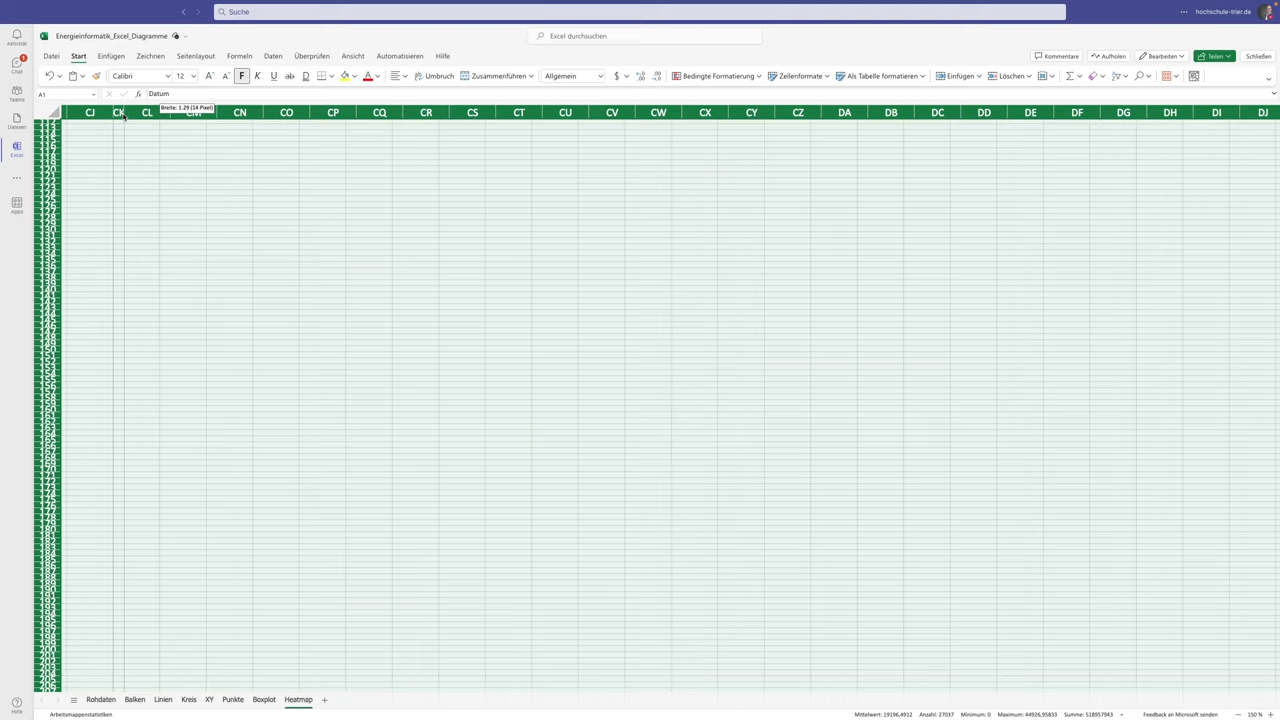 Suche
hochschule-trier.de
Aktivität
Chat
Teams
Dateien
Excel
Apps
Hilfe
Energieinformatik_Excel_Diagramme
Excel durchsuchen
Datei Start Einfügen Zeichnen Seitenlayout Formeln Daten Überprüfen Ansicht Automatisieren Hilfe
Kommentare Aufholen Bearbeiten Teilen Schließen
Calibri 12 F K U ab D Umbruch Zusammenführen Allgemein $ Bedingte Formatierung Zellenformate Als Tabelle formatieren Einfügen Löschen
A1 fx Datum
Breite: 1.29 (14 Pixel)
CJ CK CL CM CN CO CP CQ CR CS CT CU CV CW CX CY CZ DA DB DC DD DE DF DG DH DI DJ
Rohdaten Balken Linien Kreis XY Punkte Boxplot Heatmap
Arbeitsmappenstatistiken
Mittelwert: 19196,4912 Anzahl: 27037 Minimum: 0 Maximum: 44926,95833 Summe: 518957943
Feedback an Microsoft senden
150 %